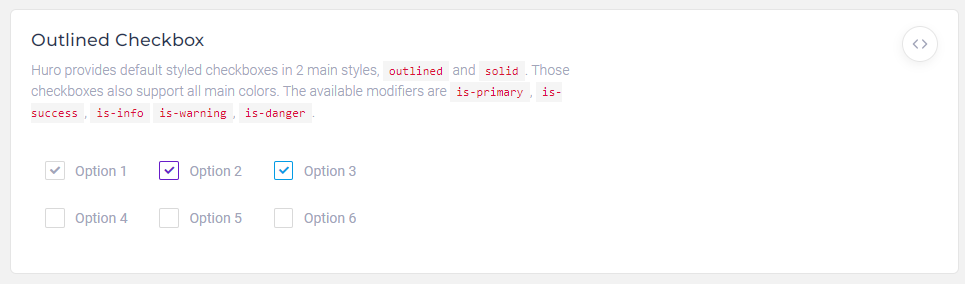 Outlined Checkbox
Huro provides default styled checkboxes in 2 main styles, outlined and solid . Those
checkboxes also support all main colors. The available modifiers are is-primary , is-
success , is-info is-warning , is-danger .
Option 1 Option 2 Option 3
Option 4 Option 5 Option 6